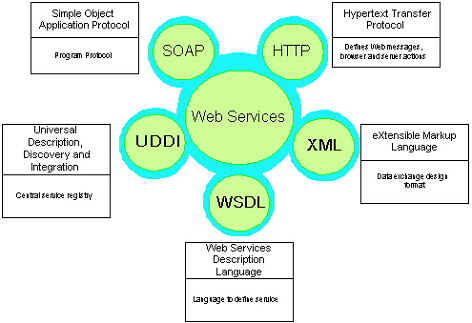 Simple Object
Application Protocol
Program Protocol
Hypertext Transfer
Protocol
Defines Web messages,
browser and server actions
SOAP
HTTP
Web Services
UDDI
XML
WSDL
Universal
Description,
Discovery and
Integration
Central service registry
eXtensible Markup
Language
Data exchange design
format
Web Services
Description
Language
Language to define service